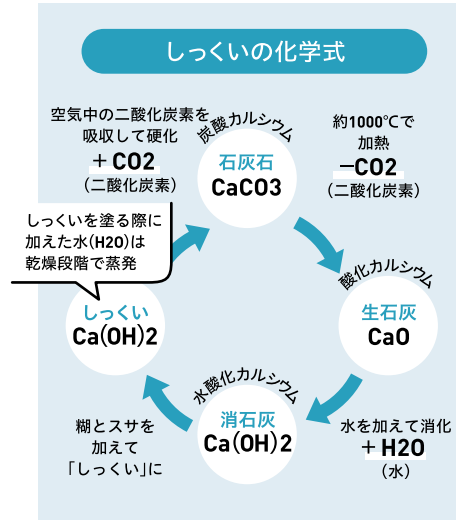 しっくいの化学式
空気中の二酸化炭素を
吸収して硬化
+CO2
(二酸化炭素)
炭酸カルシウム
石灰石
CaCO3
約1000℃で
加熱
−CO2
(二酸化炭素)
酸化カルシウム
生石灰
CaO
水を加えて消化
+H2O
(水)
水酸化カルシウム
消石灰
Ca(OH)2
糊とスサを
加えて
「しっくい」に
しっくい
Ca(OH)2
しっくいを塗る際に
加えた水(H2O)は
乾燥段階で蒸発